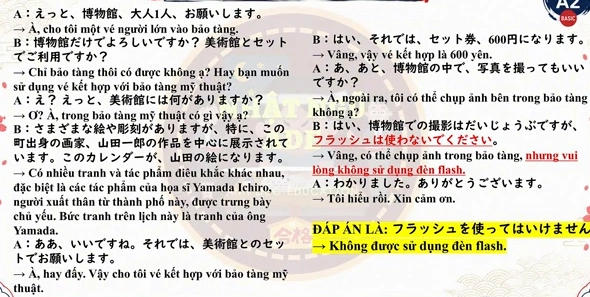 A：えっと、博物館、大人1人、お願いします。
→ À, cho tôi một vé người lớn vào bảo tàng.
B：博物館だけでよろしいですか？ 美術館とセット
でご利用ですか？
→ Chỉ bảo tàng thôi có được không ạ? Hay bạn muốn
sử dụng vé kết hợp với bảo tàng mỹ thuật?
A：え？ えっと、美術館には何がありますか？
→ Ơ? À, trong bảo tàng mỹ thuật có gì vậy ạ?
B：さまざまな絵や彫刻がありますが、特に、この
町出身の画家、山田一郎の作品を中心に展示されて
います。このカレンダーが、山田の絵になります。
→ Có nhiều tranh và tác phẩm điêu khắc khác nhau,
đặc biệt là các tác phẩm của họa sĩ Yamada Ichiro,
người xuất thân từ thành phố này, được trưng bày
chủ yếu. Bức tranh trên lịch này là tranh của ông
Yamada.
A：ああ、いいですね。それでは、美術館とのセッ
トでお願いします。
→ À, hay đấy. Vậy cho tôi vé kết hợp với bảo tàng mỹ
thuật.
A2
BASIC
B：はい、それでは、セット券、600円になります。
→ Vâng, vậy vé kết hợp là 600 yên.
A：あ、あと、博物館の中で、写真を撮ってもいい
ですか？
→ À, ngoài ra, tôi có thể chụp ảnh bên trong bảo tàng
không ạ?
B：はい、博物館での撮影はだいじょうぶですが、
フラッシュは使わないでください。
→ Vâng, có thể chụp ảnh trong bảo tàng, nhưng vui
lòng không sử dụng đèn flash.
A：わかりました。ありがとうございます。
→ Tôi hiểu rồi. Xin cảm ơn.
ĐÁP ÁN LÀ: フラッシュを使ってはいけません
→ Không được sử dụng đèn flash.
合格